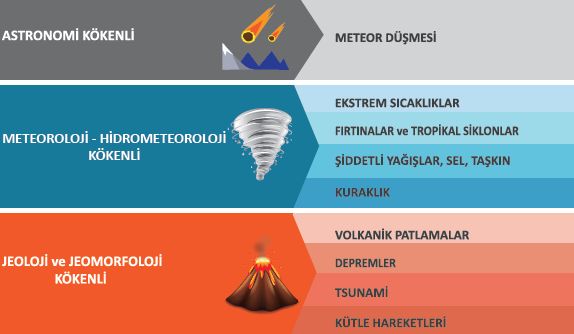 ASTRONOMİ KÖKENLİ
METEOR DÜŞMESİ
METEOROLOJİ - HİDROMETEOROLOJİ
KÖKENLİ
EKSTREM SICAKLIKLAR
FIRTINALAR ve TROPİKAL SİKLONLAR
ŞİDDETLİ YAĞIŞLAR, SEL, TAŞKIN
KURAKLIK
JEOLOJİ ve JEOMORFOLOJİ
KÖKENLİ
VOLKANİK PATLAMALAR
DEPREMLER
TSUNAMİ
KÜTLE HAREKETLERİ